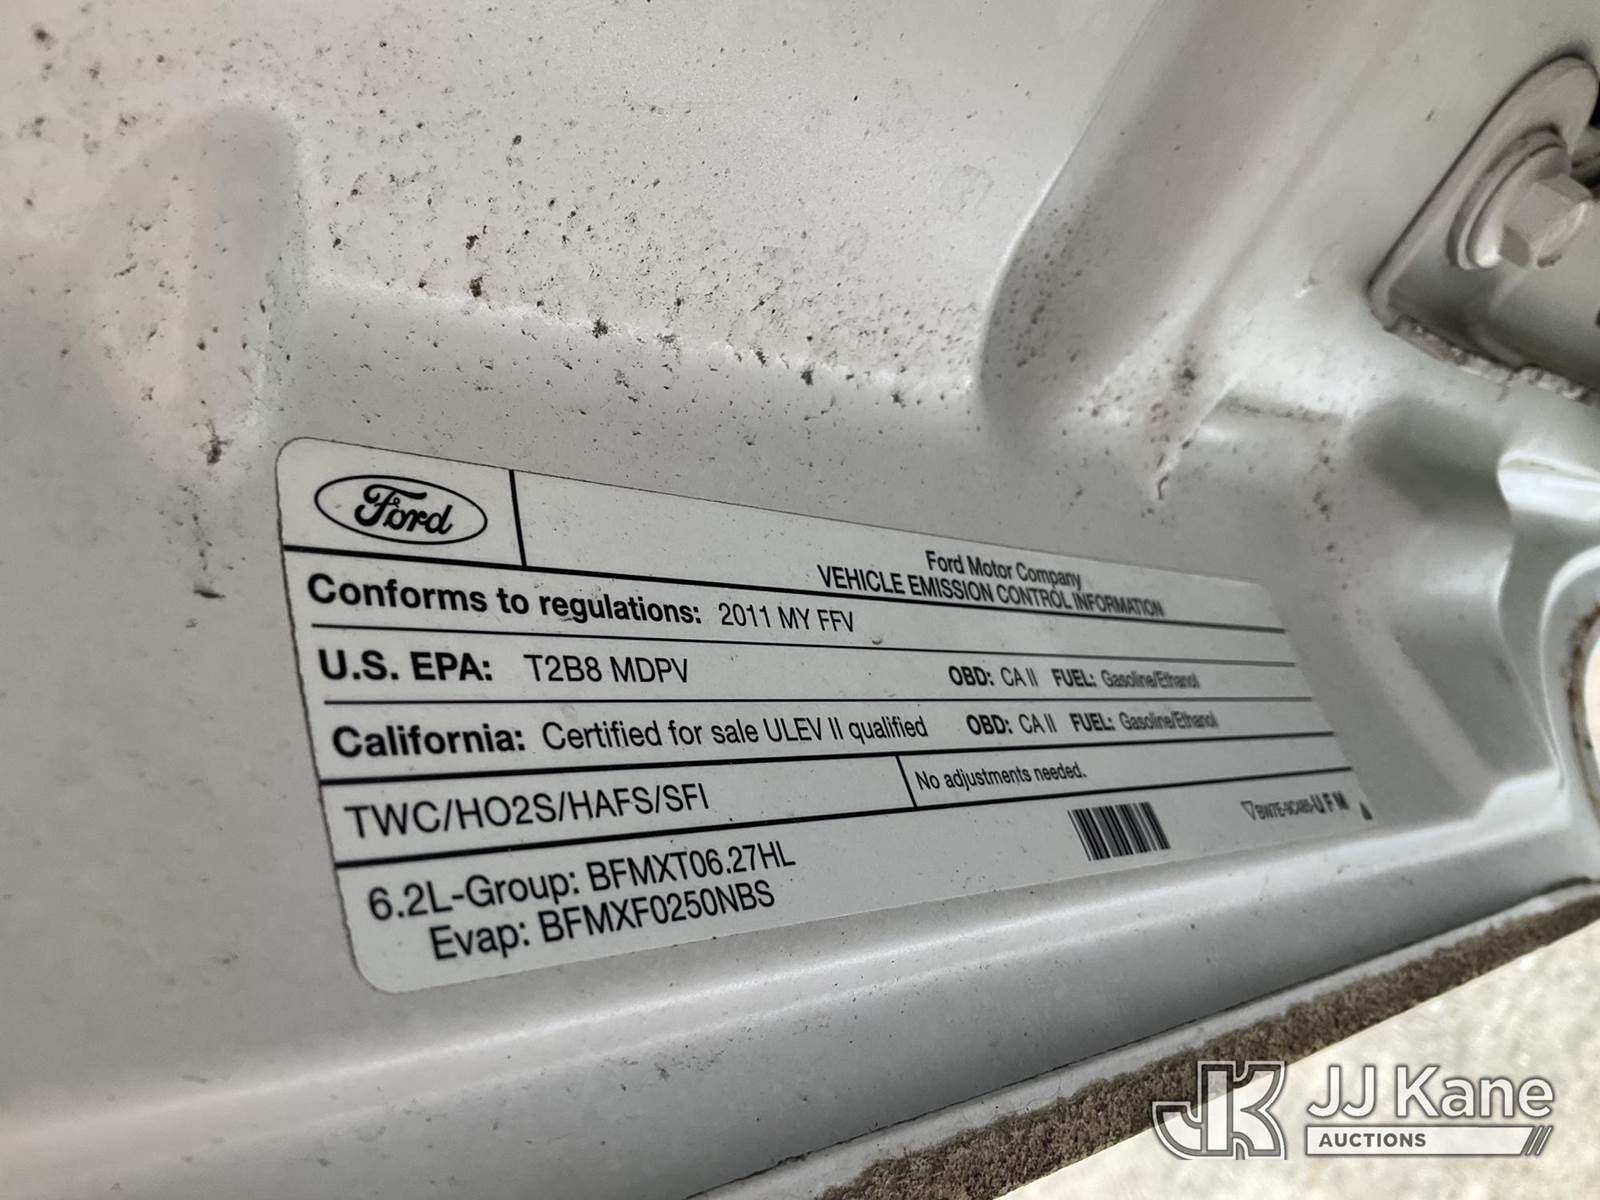 Ford
Ford Motor Company
VEHICLE EMISSION CONTROL INFORMATION
Conforms to regulations: 2011 MY FFV
U.S. EPA: T2B8 MDPV OBD: CA II FUEL: Gasoline/Ethanol
California: Certified for sale ULEV II qualified OBD: CA II FUEL: Gasoline/Ethanol
TWC/HO2S/HAFS/SFI
No adjustments needed.
6.2L-Group: BFMXT06.27HL
Evap: BFMXF0250NBS
UFM
JK
JJ Kane
AUCTIONS